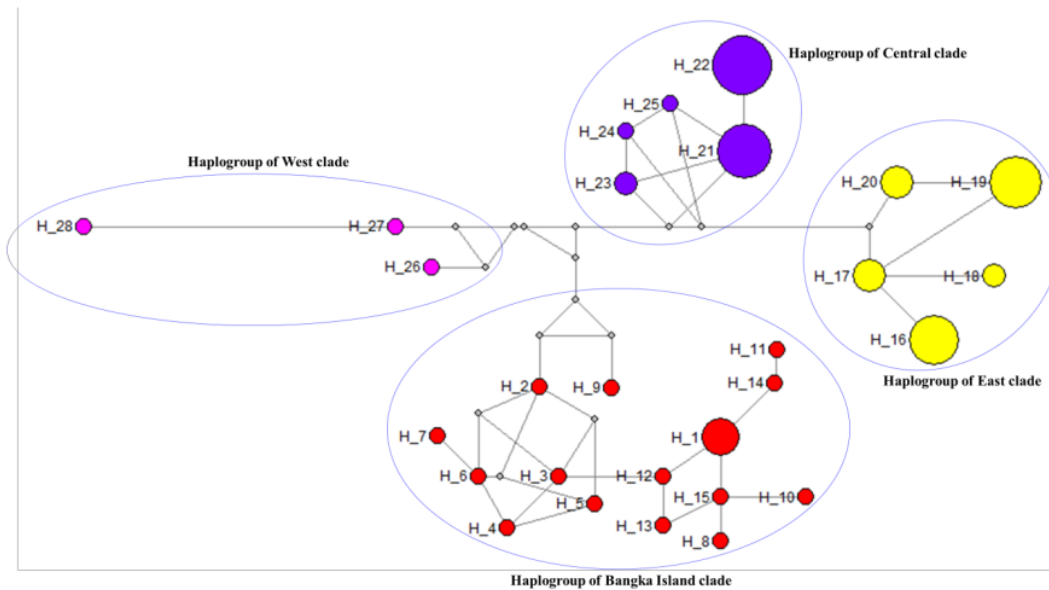 Haplogroup of Central clade
H_22
H_25
H_24
H_21
H_23
Haplogroup of West clade
H_28
H_27
H_26
H_20
H_19
H_17
H_18
H_16
Haplogroup of East clade
H_11
H_14
H_2
H_9
H_7
H_1
H_6
H_3
H_12
H_5
H_15
H_10
H_4
H_13
H_8
Haplogroup of Bangka Island clade